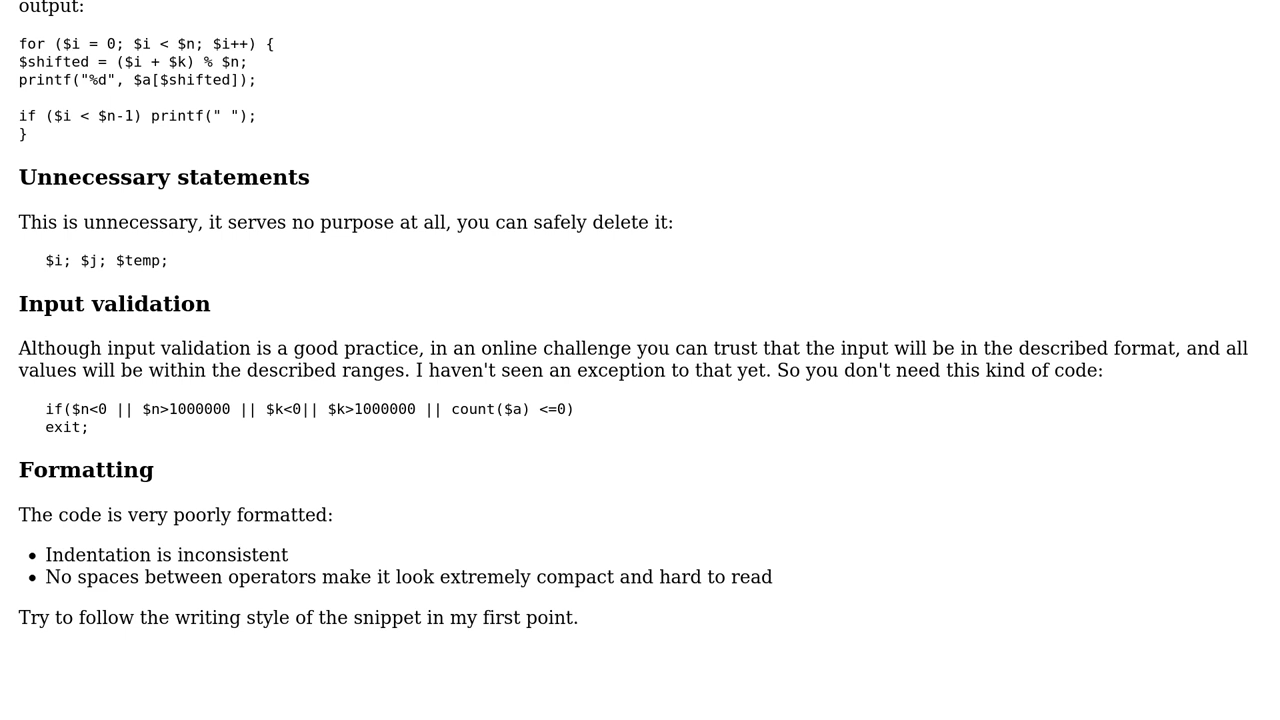 output:
for ($i = 0; $i < $n; $i++) {
$shifted = ($i + $k) % $n;
printf("%d", $a[$shifted]);
if ($i < $n-1) printf(" ");
}
Unnecessary statements
This is unnecessary, it serves no purpose at all, you can safely delete it:
$i; $j; $temp;
Input validation
Although input validation is a good practice, in an online challenge you can trust that the input will be in the described format, and all
values will be within the described ranges. I haven't seen an exception to that yet. So you don't need this kind of code:
if($n<0 || $n>1000000 || $k<0|| $k>1000000 || count($a) <=0)
exit;
Formatting
The code is very poorly formatted:
• Indentation is inconsistent
• No spaces between operators make it look extremely compact and hard to read
Try to follow the writing style of the snippet in my first point.